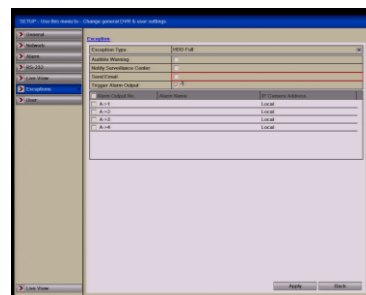 SETUP - Use this menu to - Change general DVR & user settings
General
Network
Alarm
RS-232
Live View
Exceptions
User
Live View
Exception
Exception Type
HDD Full
Audible Warning
Notify Surveillance Center
Send Email
Trigger Alarm Output
Alarm Output No.
Alarm Name
IP Camera Address
A->1
Local
A->2
Local
A->3
Local
A->4
Local
Apply
Back